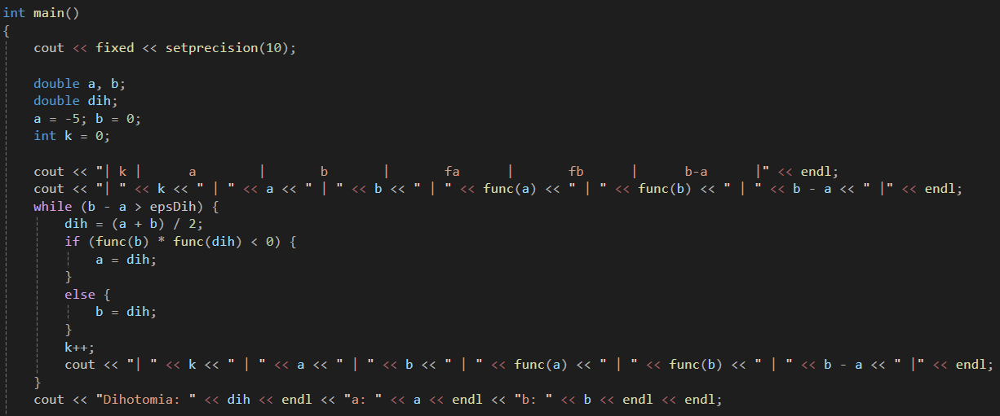 int main()
{
    cout << fixed << setprecision(10);

    double a, b;
    double dih;
    a = -5; b = 0;
    int k = 0;

    cout << "| k |      a        |       b       |       fa      |       fb      |      b-a      |" << endl;
    cout << "| " << k << " | " << a << " | " << b << " | " << func(a) << " | " << func(b) << " | " << b - a << " |" << endl;
    while (b - a > epsDih) {
        dih = (a + b) / 2;
        if (func(b) * func(dih) < 0) {
            a = dih;
        }
        else {
            b = dih;
        }
        k++;
        cout << "| " << k << " | " << a << " | " << b << " | " << func(a) << " | " << func(b) << " | " << b - a << " |" << endl;
    }
    cout << "Dihotomia: " << dih << endl << "a: " << a << endl << "b: " << b << endl << endl;